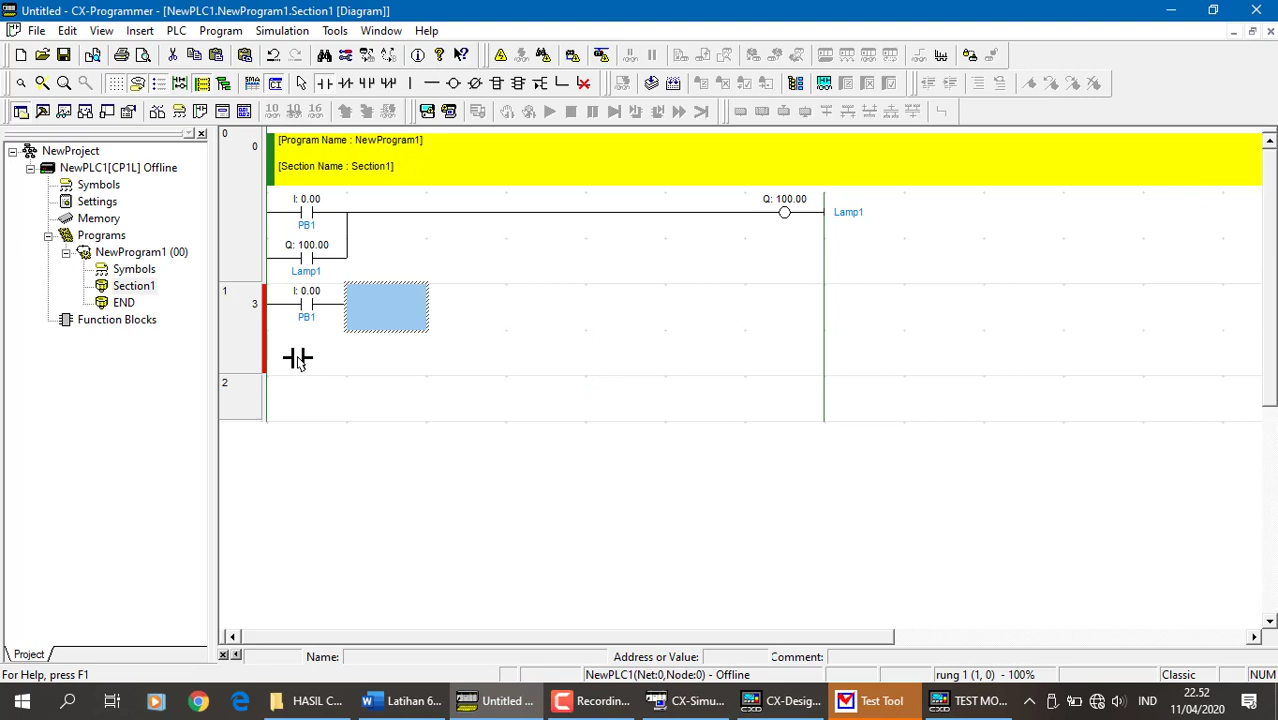 Untitled - CX-Programmer - [NewPLC1.NewProgram1.Section1 [Diagram]]
File Edit View Insert PLC Program Simulation Tools Window Help
10 10 16
NewProject
NewPLC1[CP1L] Offline
Symbols
Settings
Memory
Programs
NewProgram1 (00)
Symbols
Section1
END
Function Blocks
Project
0
0
[Program Name : NewProgram1]
[Section Name : Section1]
I: 0.00
PB1
Q: 100.00
Lamp1
Q: 100.00
Lamp1
1
3
I: 0.00
PB1
2
Name: Address or Value: Comment:
For Help, press F1
NewPLC1(Net:0,Node:0) - Offline
rung 1 (1, 0) - 100%
Classic
NUM
HASIL C...
Latihan 6...
Untitled ...
Recordin...
CX-Simu...
CX-Desig...
Test Tool
TEST MO...
IND
22.52
11/04/2020